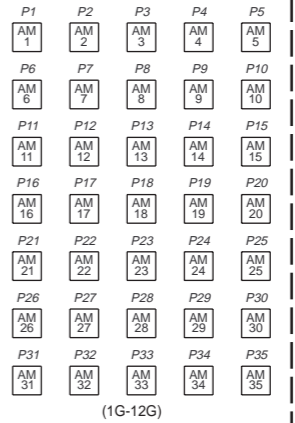 P1 P2 P3 P4 P5
AM AM AM AM AM
1 2 3 4 5
P6 P7 P8 P9 P10
AM AM AM AM AM
6 7 8 9 10
P11 P12 P13 P14 P15
AM AM AM AM AM
11 12 13 14 15
P16 P17 P18 P19 P20
AM AM AM AM AM
16 17 18 19 20
P21 P22 P23 P24 P25
AM AM AM AM AM
21 22 23 24 25
P26 P27 P28 P29 P30
AM AM AM AM AM
26 27 28 29 30
P31 P32 P33 P34 P35
AM AM AM AM AM
31 32 33 34 35
(1G-12G)